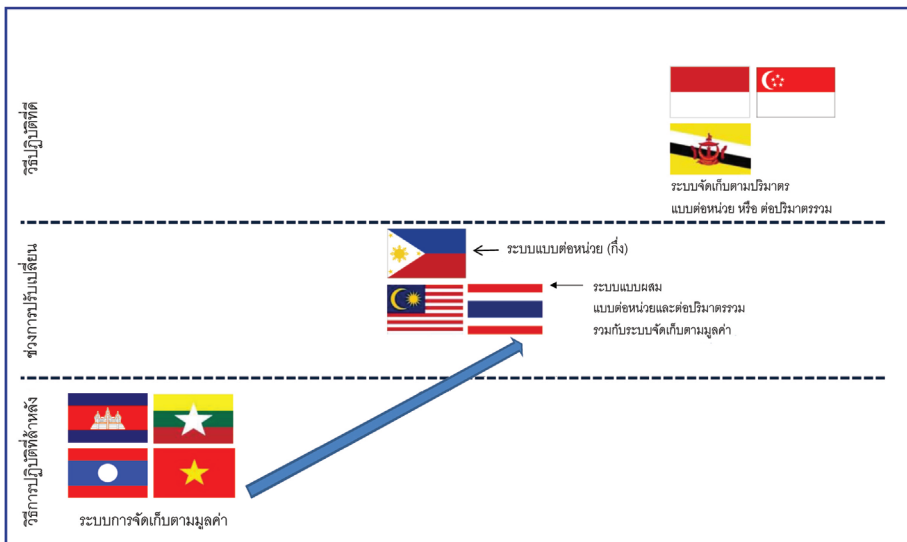 วิธีปฏิบัติที่ดี
ระบบจัดเก็บตามปริมาตร
แบบต่อหน่วย หรือ ต่อปริมาตรรวม
ช่วงการปรับเปลี่ยน
ระบบแบบต่อหน่วย (กึ่ง)
ระบบแบบผสม
แบบต่อหน่วยและต่อปริมาตรรวม
รวมกับระบบจัดเก็บตามมูลค่า
วิธีการปฏิบัติที่ล้าหลัง
ระบบการจัดเก็บตามมูลค่า